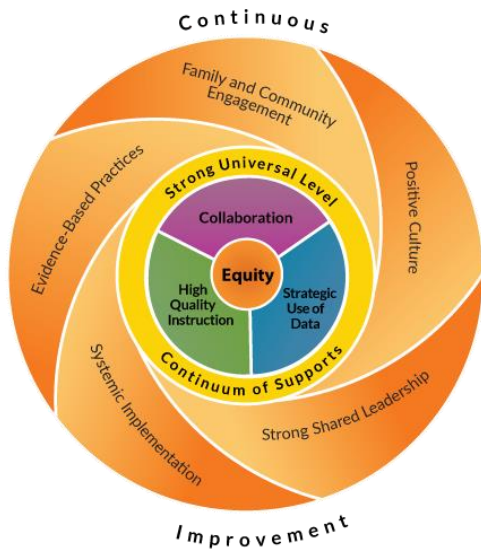 Continuous
Family and Community
Engagement
Positive Culture
Evidence-Based Practices
Strong Universal Level
Collaboration
Equity
High
Quality
Instruction
Strategic
Use of
Data
Continuum of Supports
Strong Shared Leadership
Systemic Implementation
Improvement